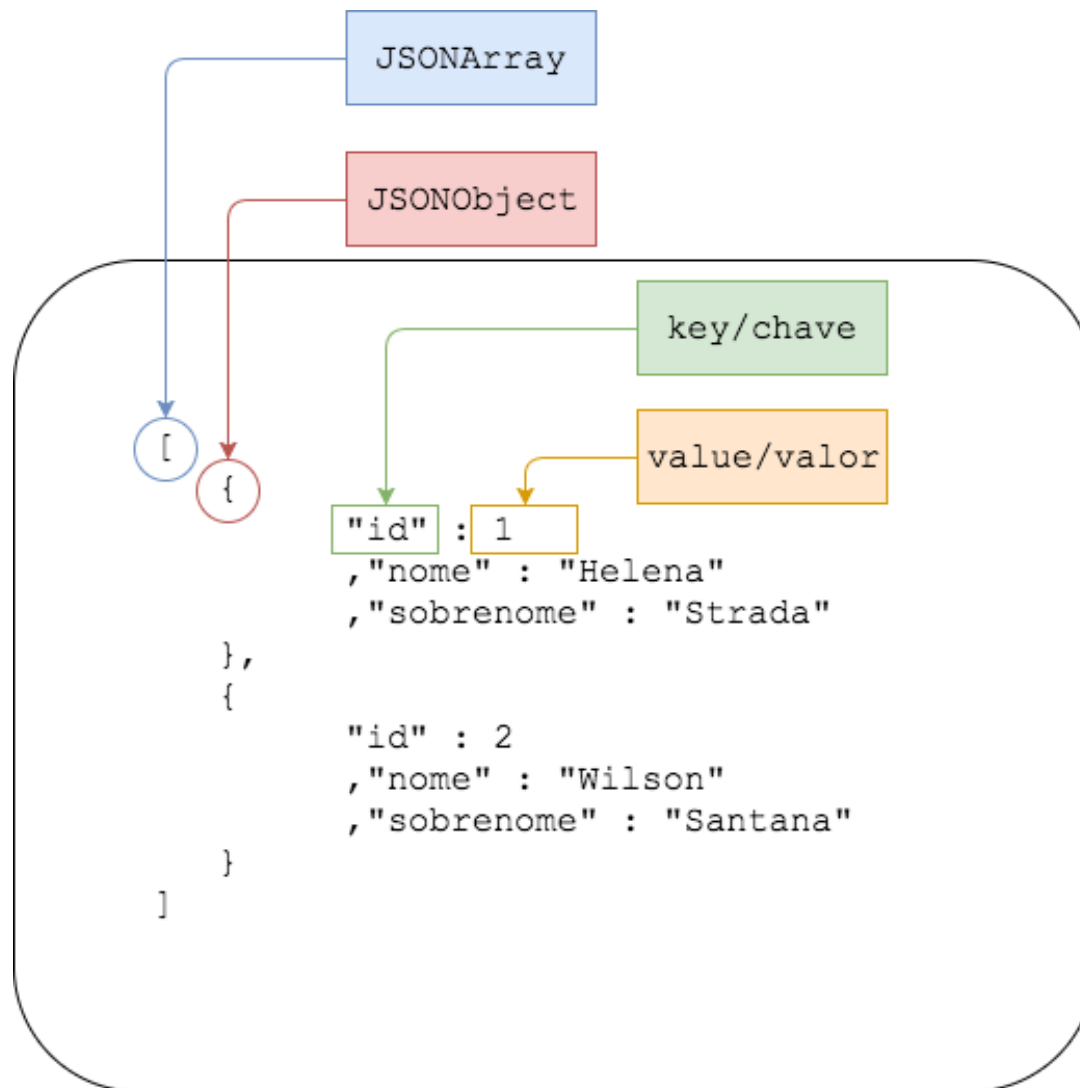 JSONArray
JSONObject
key/chave
value/valor
[
{
"id" : 1
,"nome" : "Helena"
,"sobrenome" : "Strada"
},
{
"id" : 2
,"nome" : "Wilson"
,"sobrenome" : "Santana"
}
]